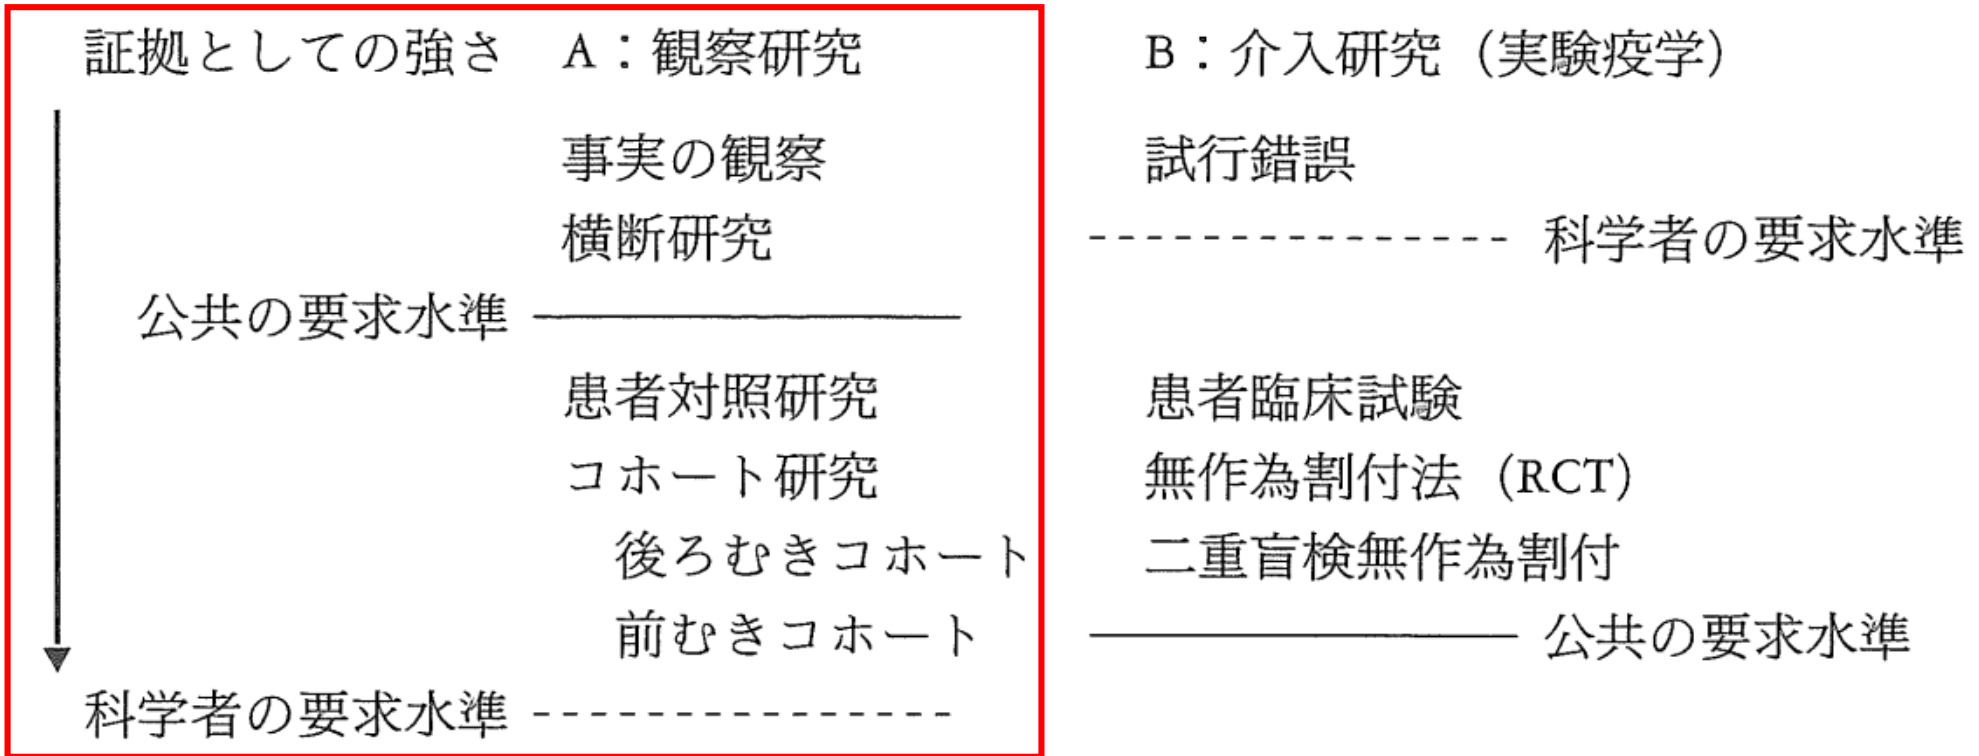 証拠としての強さ A：観察研究 B：介入研究（実験疫学）
事実の観察 試行錯誤
横断研究 科学者の要求水準
公共の要求水準
患者対照研究 患者臨床試験
コホート研究 無作為割付法（RCT）
後ろむきコホート 二重盲検無作為割付
前むきコホート 公共の要求水準
科学者の要求水準